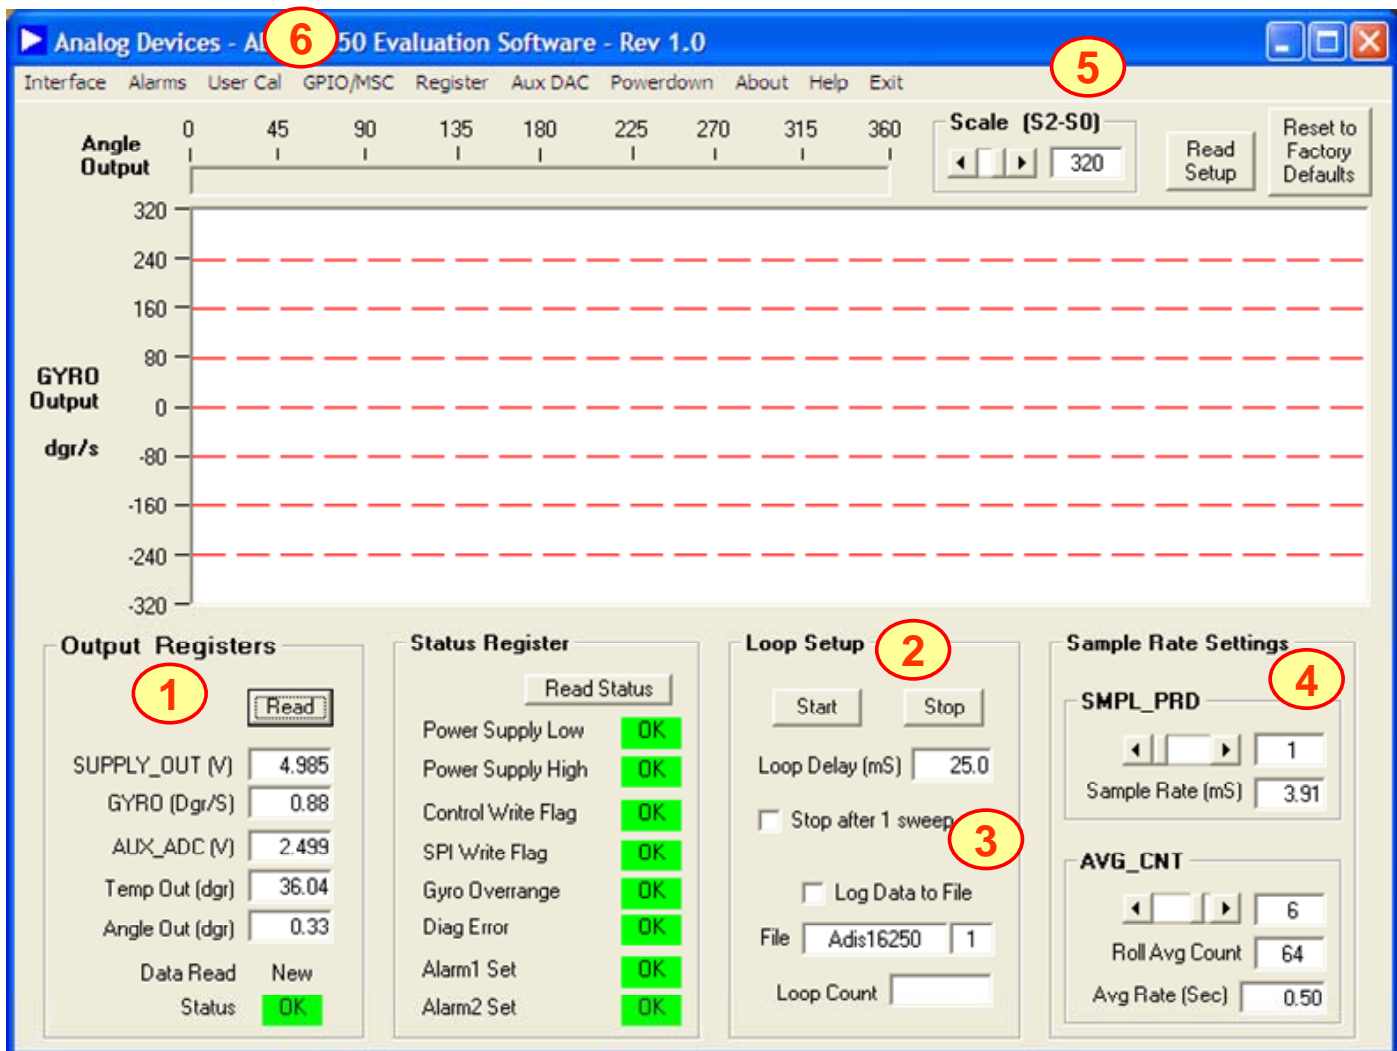 Analog Devices - AD 6 50 Evaluation Software - Rev 1.0
Interface Alarms User Cal GPIO/MSC Register Aux DAC Powerdown About Help Exit
5
Angle Output
0 45 90 135 180 225 270 315 360
Scale (S2-S0)
320
Read Setup
Reset to Factory Defaults
320
240
160
80
0
-80
-160
-240
-320
GYRO Output
dgr/s
Output Registers
1
Read
SUPPLY_OUT (V) 4.985
GYRO (Dgr/S) 0.88
AUX_ADC (V) 2.499
Temp Out (dgr) 36.04
Angle Out (dgr) 0.33
Data Read New
Status OK
Status Register
Read Status
Power Supply Low OK
Power Supply High OK
Control Write Flag OK
SPI Write Flag OK
Gyro Overrange OK
Diag Error OK
Alarm1 Set OK
Alarm2 Set OK
Loop Setup
2
Start Stop
Loop Delay (mS) 25.0
Stop after 1 sweep
3
Log Data to File
File Adis16250 1
Loop Count
Sample Rate Settings
4
SMPL_PRD
1
Sample Rate (mS) 3.91
AVG_CNT
6
Roll Avg Count 64
Avg Rate (Sec) 0.50